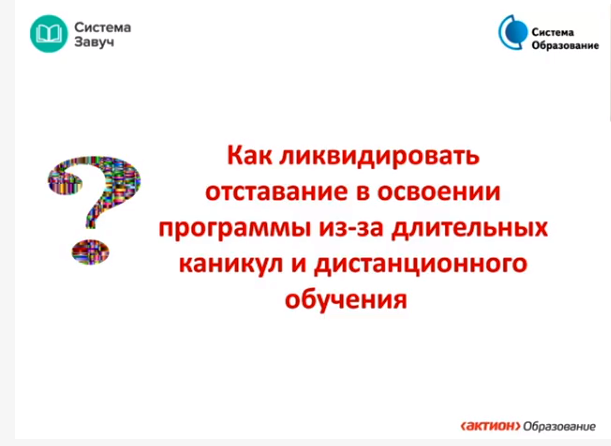 Система
Завуч
Система
Образование
Как ликвидировать
отставание в освоении
программы из-за длительных
каникул и дистанционного
обучения
<АКТИОН> Образование